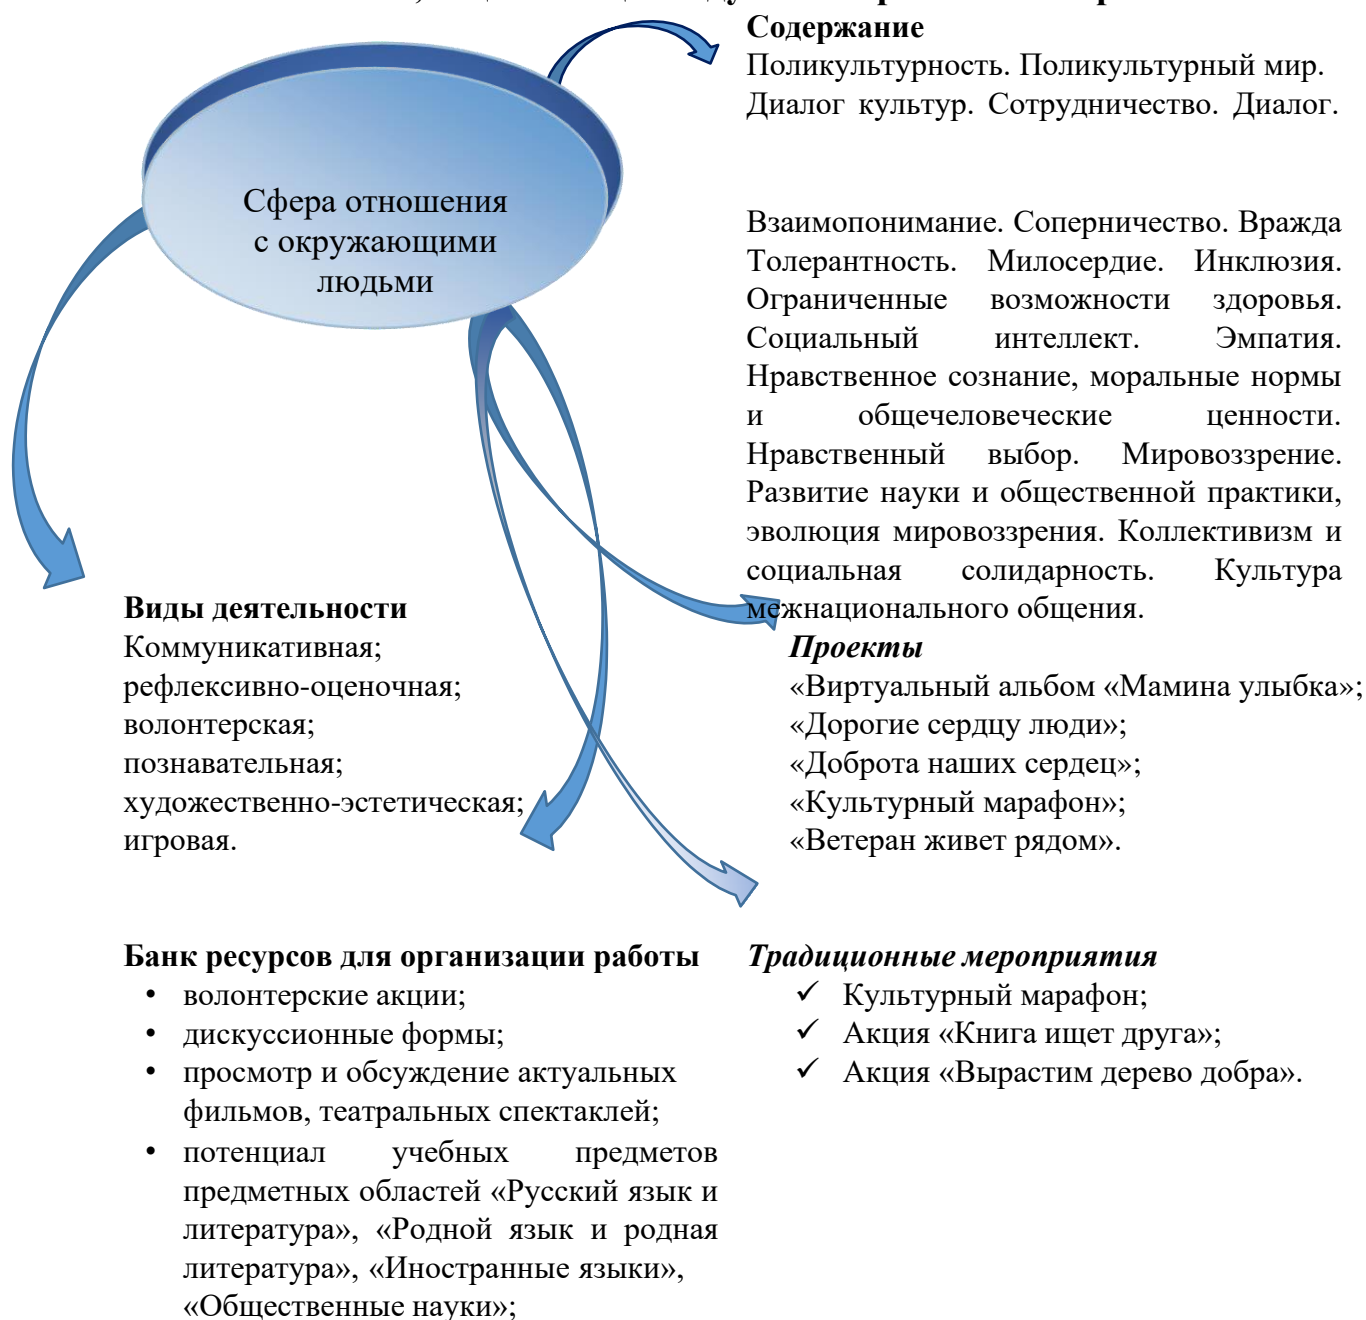 Содержание
Поликультурность. Поликультурный мир.
Диалог культур. Сотрудничество. Диалог.
Сфера отношения
с окружающими
людьми
Взаимопонимание. Соперничество. Вражда
Толерантность. Милосердие. Инклюзия.
Ограниченные возможности здоровья.
Социальный интеллект. Эмпатия.
Нравственное сознание, моральные нормы
и общечеловеческие ценности.
Нравственный выбор. Мировоззрение.
Развитие науки и общественной практики,
эволюция мировоззрения. Коллективизм и
социальная солидарность. Культура
межнационального общения.
Виды деятельности
Коммуникативная;
рефлексивно-оценочная;
волонтерская;
познавательная;
художественно-эстетическая;
игровая.
Проекты
«Виртуальный альбом «Мамина улыбка»;
«Дорогие сердцу люди»;
«Доброта наших сердец»;
«Культурный марафон»;
«Ветеран живет рядом».
Банк ресурсов для организации работы
• волонтерские акции;
• дискуссионные формы;
• просмотр и обсуждение актуальных
фильмов, театральных спектаклей;
• потенциал учебных предметов
предметных областей «Русский язык и
литература», «Родной язык и родная
литература», «Иностранные языки»,
«Общественные науки»;
Традиционные мероприятия
✓ Культурный марафон;
✓ Акция «Книга ищет друга»;
✓ Акция «Вырастим дерево добра».